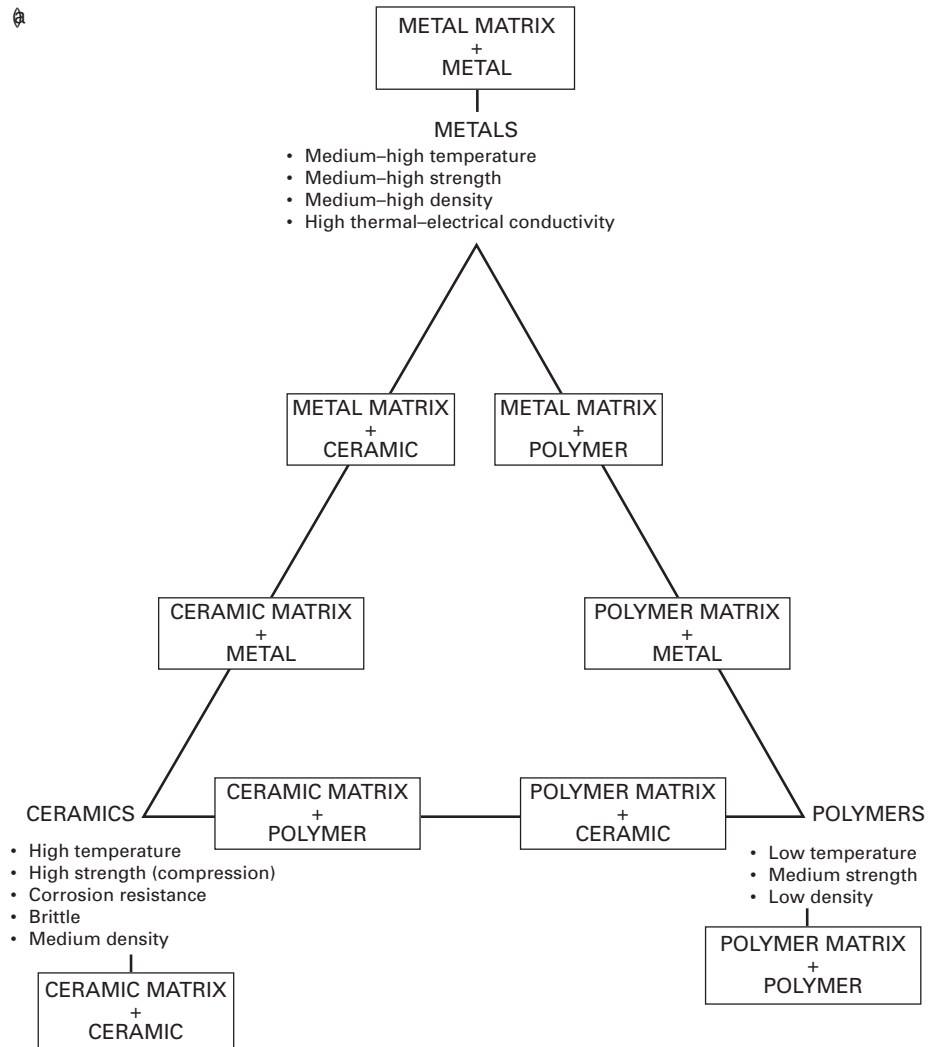 METAL MATRIX
+
METAL
METALS
• Medium–high temperature
• Medium–high strength
• Medium–high density
• High thermal–electrical conductivity
METAL MATRIX
+
CERAMIC
METAL MATRIX
+
POLYMER
CERAMIC MATRIX
+
METAL
POLYMER MATRIX
+
METAL
CERAMICS
CERAMIC MATRIX
+
POLYMER
POLYMER MATRIX
+
CERAMIC
POLYMERS
• High temperature
• High strength (compression)
• Corrosion resistance
• Brittle
• Medium density
• Low temperature
• Medium strength
• Low density
POLYMER MATRIX
+
POLYMER
CERAMIC MATRIX
+
CERAMIC